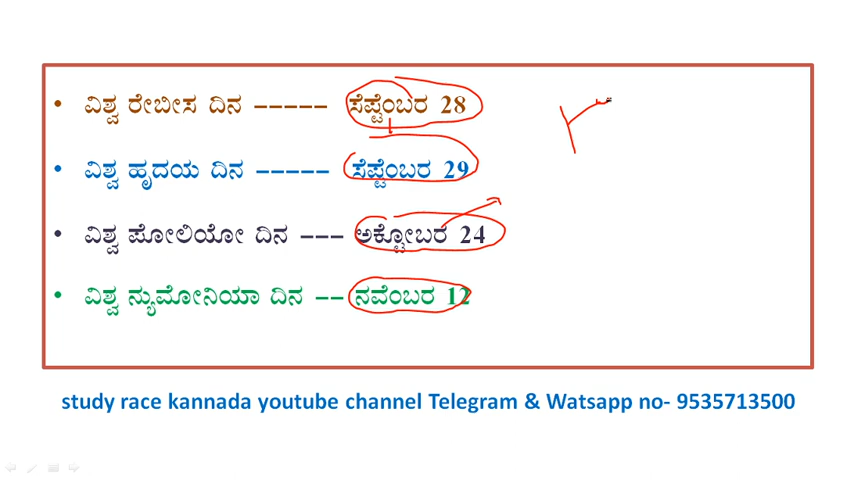 • ವಿಶ್ವ ರೇಬೀಸ ದಿನ ----- ಸೆಪ್ಟೆಂಬರ 28
• ವಿಶ್ವ ಹೃದಯ ದಿನ ----- ಸೆಪ್ಟೆಂಬರ 29
• ವಿಶ್ವ ಪೋಲಿಯೋ ದಿನ --- ಅಕ್ಟೋಬರ 24
• ವಿಶ್ವ ನ್ಯುಮೋನಿಯಾ ದಿನ -- ನವೆಂಬರ 12
study race kannada youtube channel Telegram & Watsapp no- 9535713500